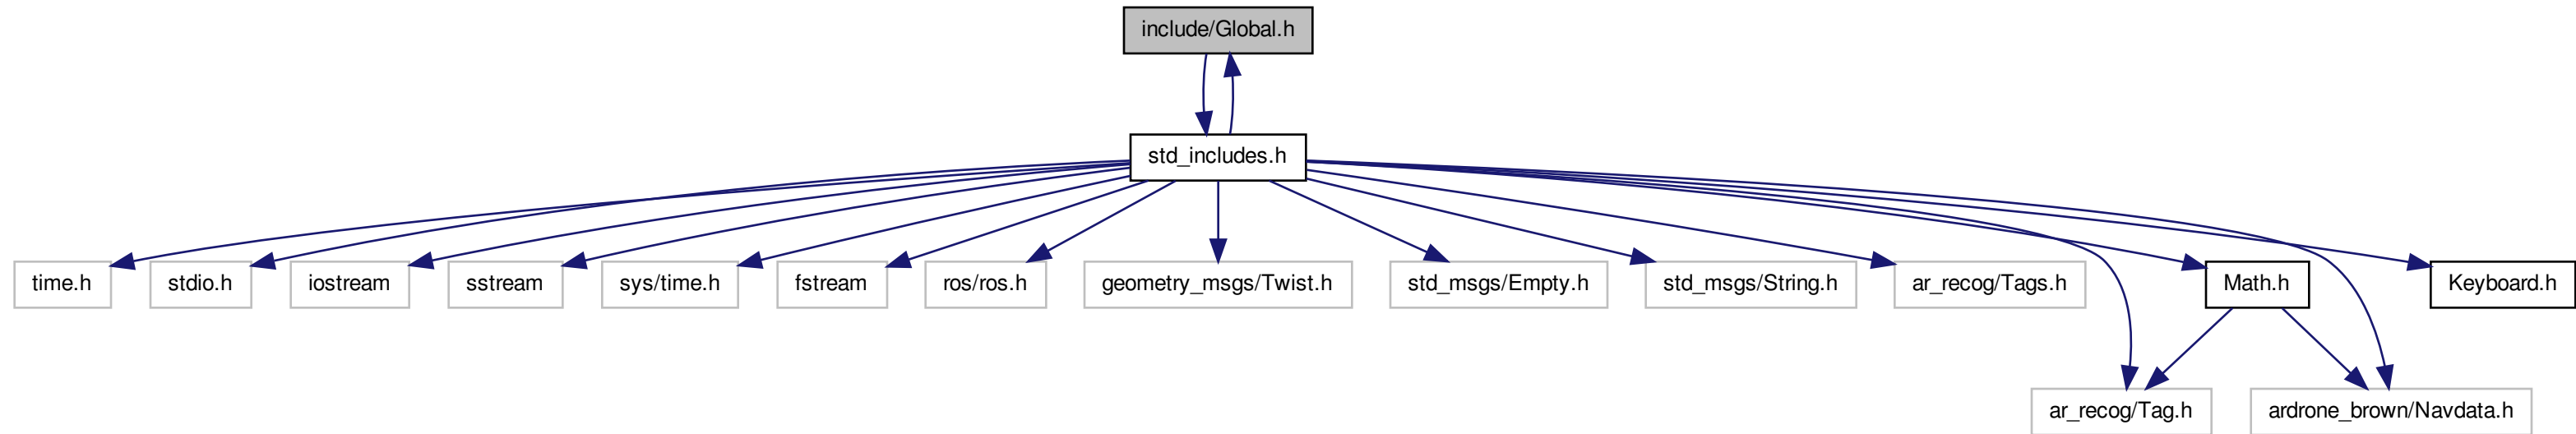 include/Global.h
std_includes.h
time.h
stdio.h
iostream
sstream
sys/time.h
fstream
ros/ros.h
geometry_msgs/Twist.h
std_msgs/Empty.h
std_msgs/String.h
ar_recog/Tags.h
Math.h
Keyboard.h
ar_recog/Tag.h
ardrone_brown/Navdata.h